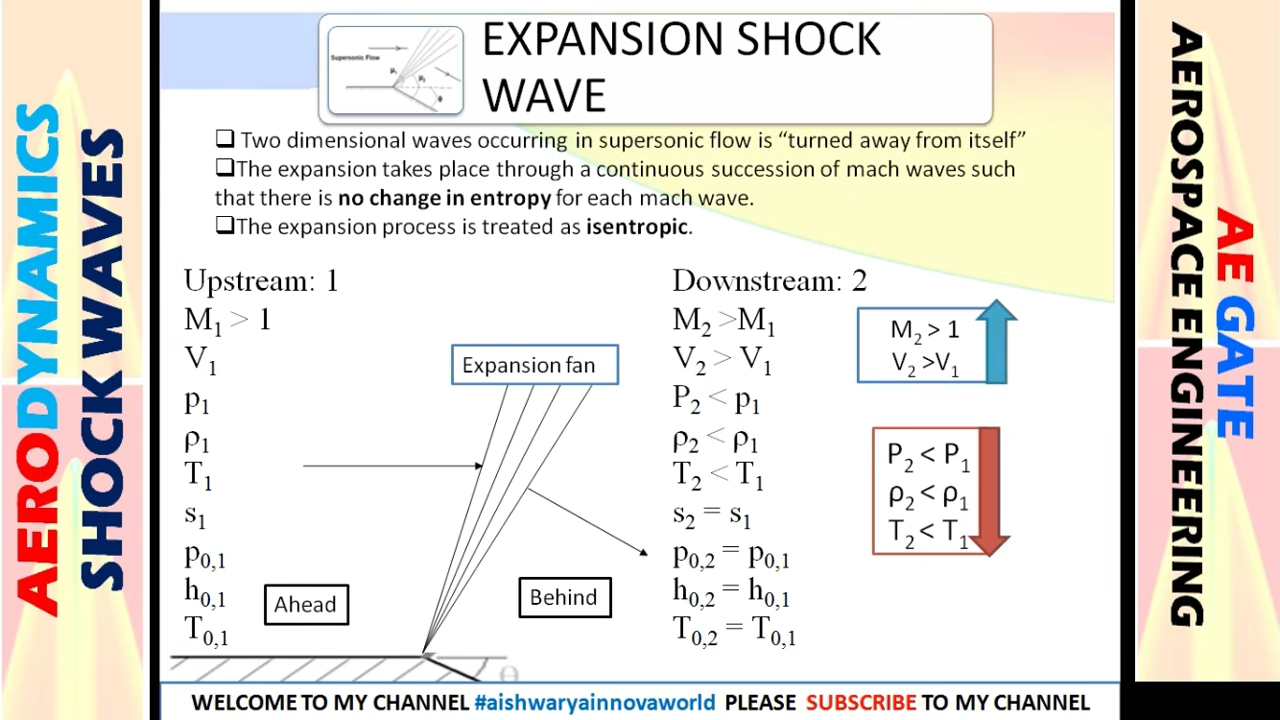 AERODYNAMICS
SHOCK WAVES
Supersonic Flow
μ1
μ2
θ
EXPANSION SHOCK
WAVE
❑ Two dimensional waves occurring in supersonic flow is “turned away from itself”
❑The expansion takes place through a continuous succession of mach waves such
that there is no change in entropy for each mach wave.
❑The expansion process is treated as isentropic.
Upstream: 1
M1 > 1
V1
p1
ρ1
T1
s1
p0,1
h0,1
T0,1
Expansion fan
Ahead
Behind
θ
Downstream: 2
M2 >M1
V2 > V1
P2 < p1
ρ2 < ρ1
T2 < T1
s2 = s1
p0,2 = p0,1
h0,2 = h0,1
T0,2 = T0,1
M2 > 1
V2 >V1
P2 < P1
ρ2 < ρ1
T2 < T1
AE GATE
AEROSPACE ENGINEERING
WELCOME TO MY CHANNEL #aishwaryainnovaworld PLEASE SUBSCRIBE TO MY CHANNEL